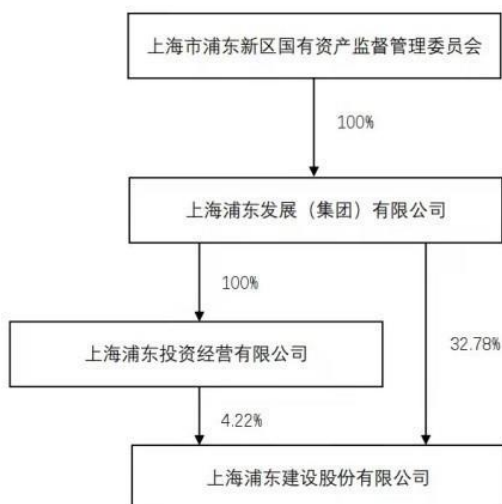 上海市浦东新区国有资产监督管理委员会
100%
上海浦东发展（集团）有限公司
100%
32.78%
上海浦东投资经营有限公司
4.22%
上海浦东建设股份有限公司